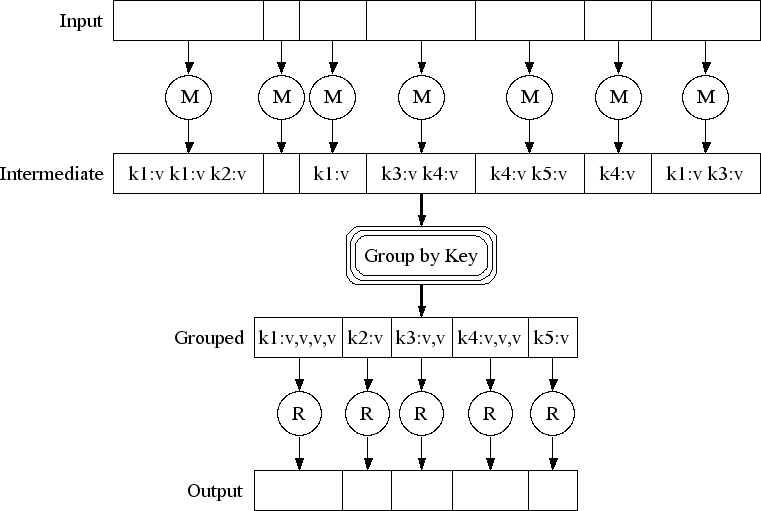 Input
M M M M M M M
Intermediate k1:v k1:v k2:v k1:v k3:v k4:v k4:v k5:v k4:v k1:v k3:v
Group by Key
Grouped k1:v,v,v,v k2:v k3:v,v k4:v,v,v k5:v
R R R R R
Output